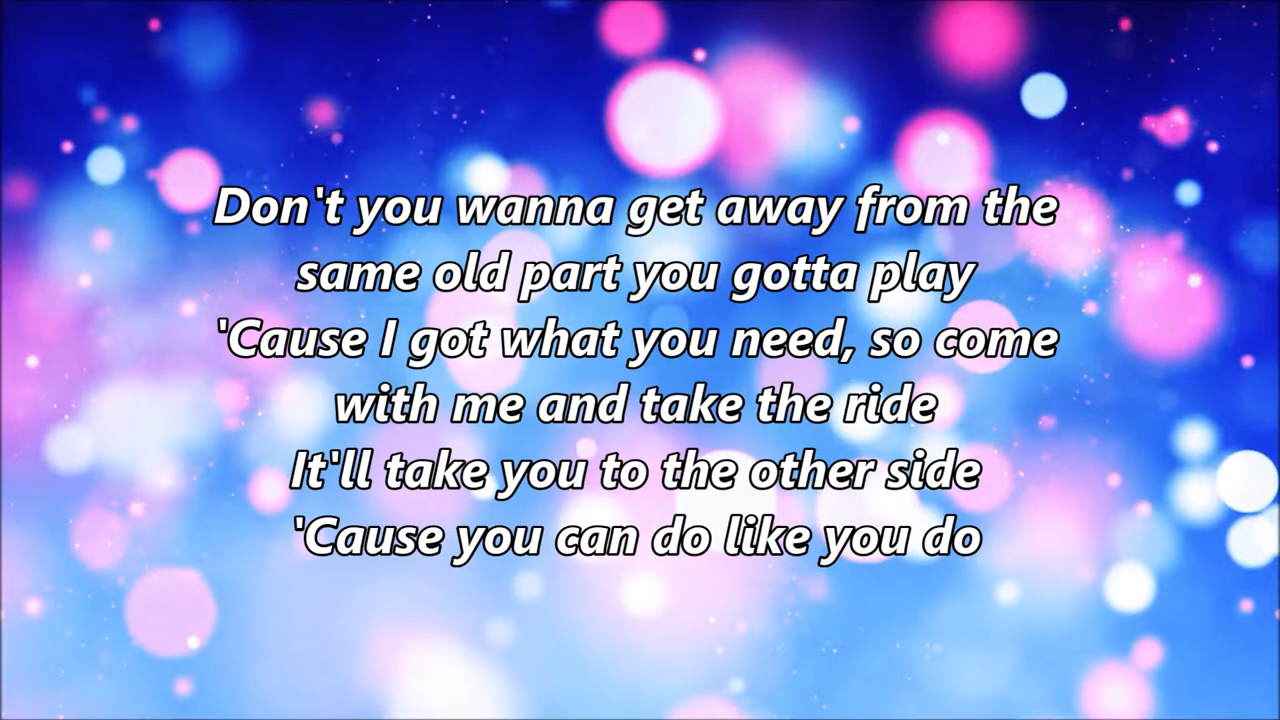 Don't you wanna get away from the
same old part you gotta play
'Cause I got what you need, so come
with me and take the ride
It'll take you to the other side
'Cause you can do like you do